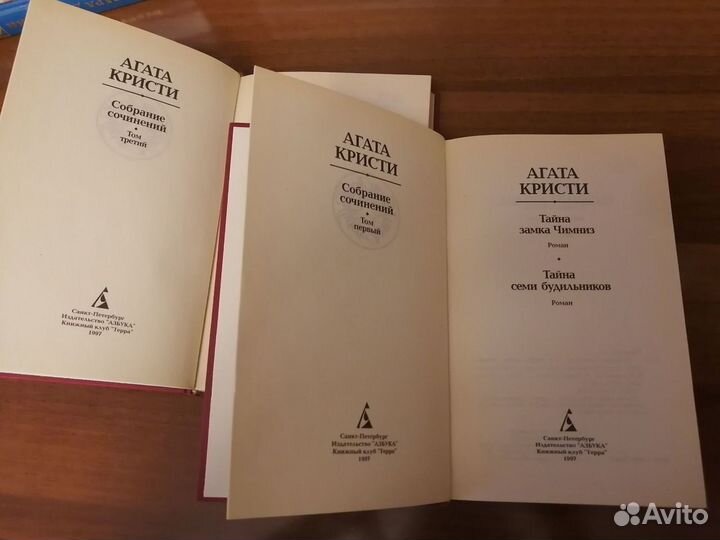 АГАТА
КРИСТИ
Собрание
сочинений
Том
третий
Санкт-Петербург
Издательство "АЗБУКА"
Книжный клуб "Терра"
1997
АГАТА
КРИСТИ
Собрание
сочинений
Том
первый
Санкт-Петербург
Издательство "АЗБУКА"
Книжный клуб "Терра"
1997
АГАТА
КРИСТИ
Тайна
замка Чимниз
Роман
Тайна
семи будильников
Роман
Санкт-Петербург
Издательство "АЗБУКА"
Книжный клуб "Терра"
1997
Avito